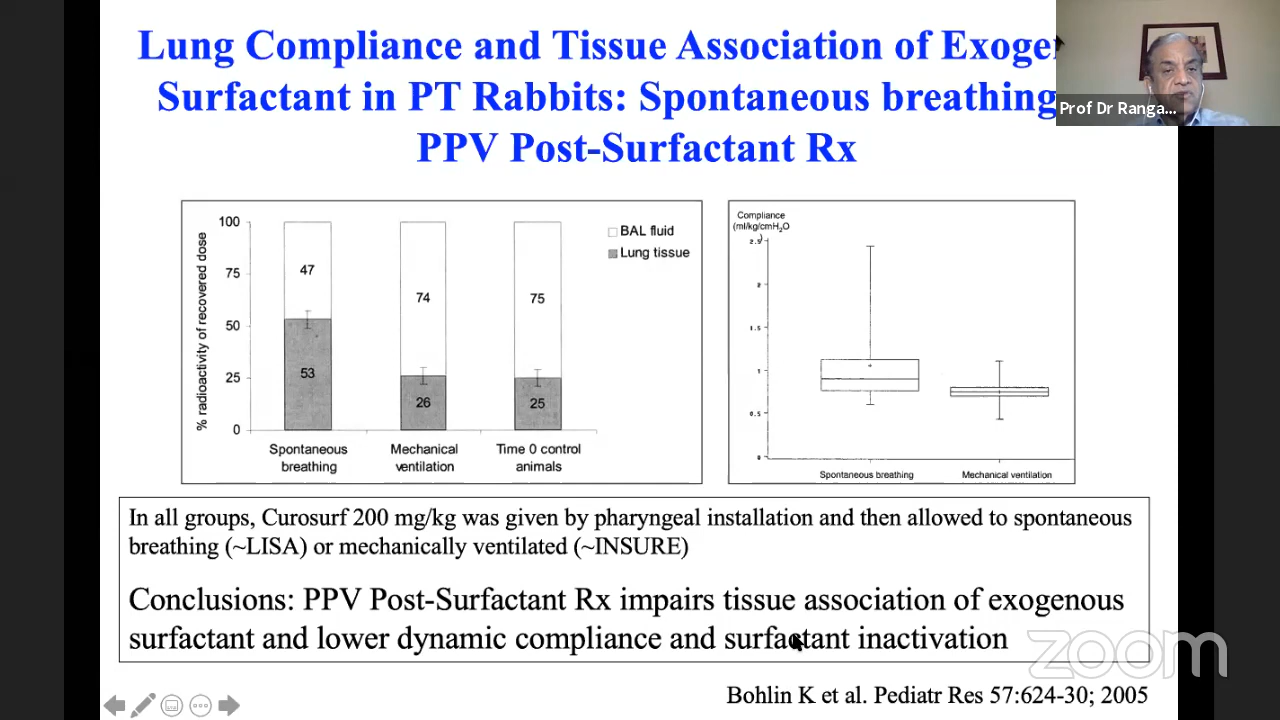 Lung Compliance and Tissue Association of Exoge
Surfactant in PT Rabbits: Spontaneous breathing
PPV Post-Surfactant Rx
Prof Dr Ranga...
% radioactivity of recovered dose
100
75
50
25
0
47
53
74
26
75
25
BAL fluid
Lung tissue
Spontaneous
breathing
Mechanical
ventilation
Time 0 control
animals
Compliance
(ml/kg/cmH₂O
)
2.5
2
1.5
1
0.5
0
Spontaneous breathing
Mechanical ventilation
In all groups, Curosurf 200 mg/kg was given by pharyngeal installation and then allowed to spontaneous
breathing (~LISA) or mechanically ventilated (~INSURE)
Conclusions: PPV Post-Surfactant Rx impairs tissue association of exogenous
surfactant and lower dynamic compliance and surfactant inactivation
zoom
Bohlin K et al. Pediatr Res 57:624-30; 2005